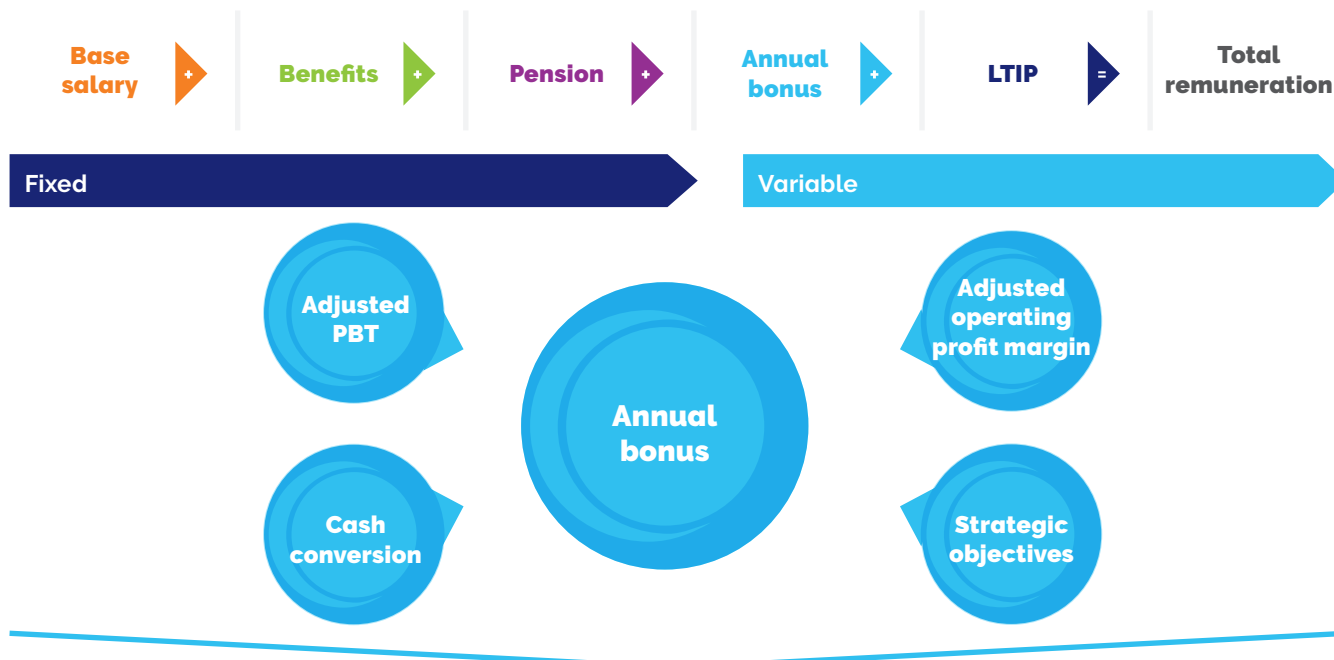 Base
salary
+
Benefits
+
Pension
+
Annual
bonus
+
LTIP
=
Total
remuneration
Fixed
Variable
Adjusted
PBT
Adjusted
operating
profit margin
Annual
bonus
Cash
conversion
Strategic
objectives